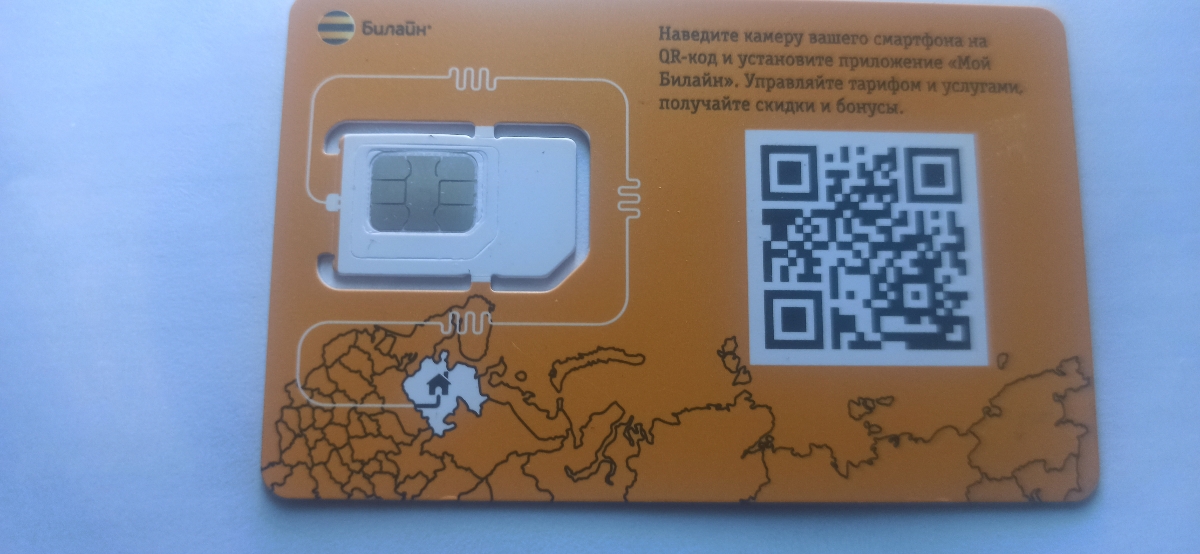 Билайн®
Наведите камеру вашего смартфона на
QR-код и установите приложение «Мой
Билайн». Управляйте тарифом и услугами,
получайте скидки и бонусы.